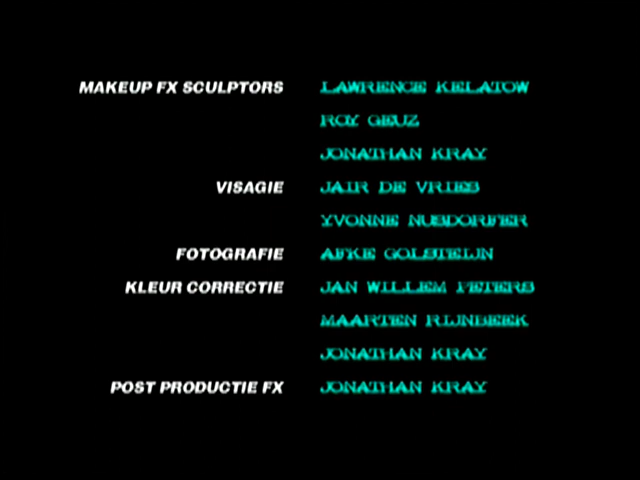 MAKEUP FX SCULPTORS LAWRENCE KELATOW
ROY GEUZ
JONATHAN KRAY
VISAGIE JAIR DE VRIES
YVONNE NUSDORFER
FOTOGRAFIE AFKE GOLSTEIJN
KLEUR CORRECTIE JAN WILLEM PETERS
MAARTEN RIJNBEEK
JONATHAN KRAY
POST PRODUCTIE FX JONATHAN KRAY